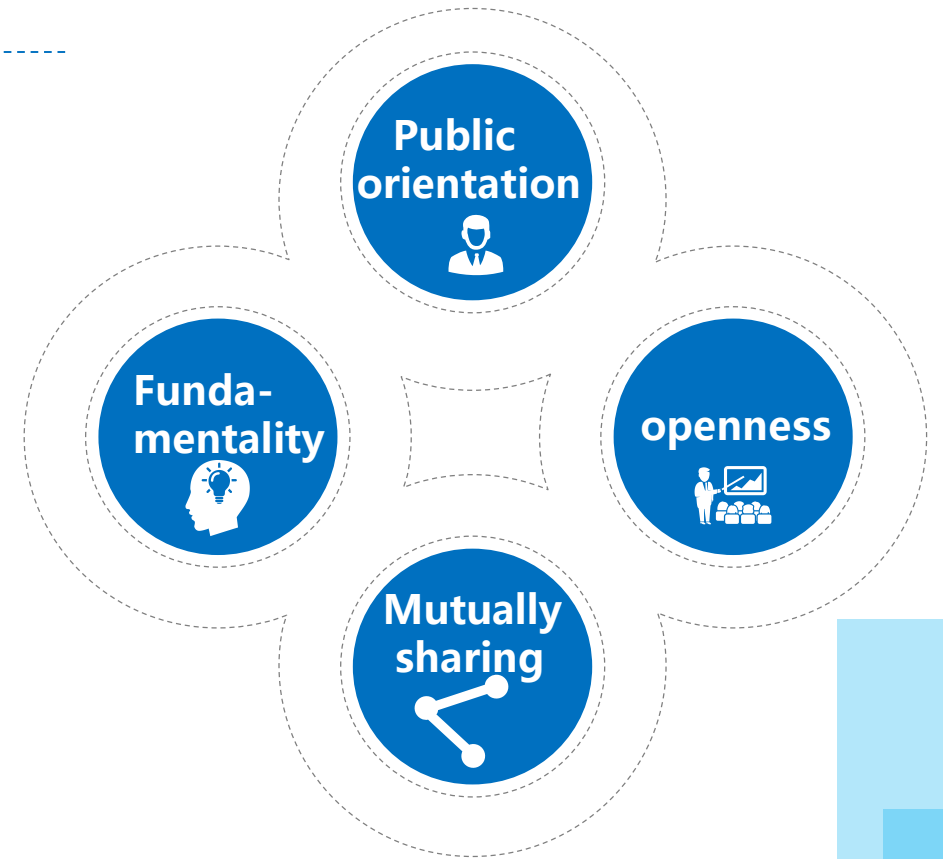 Public
orientation
Funda-
mentality
openness
Mutually
sharing